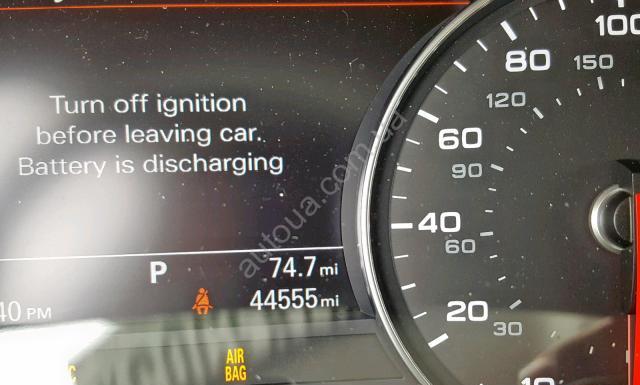 Turn off ignition
before leaving car.
Battery is discharging
P
74.7 mi
40 PM
44555 mi
AIR
BAG
100
80
150
120
60
90
40
60
20
30
autoua.com.ua